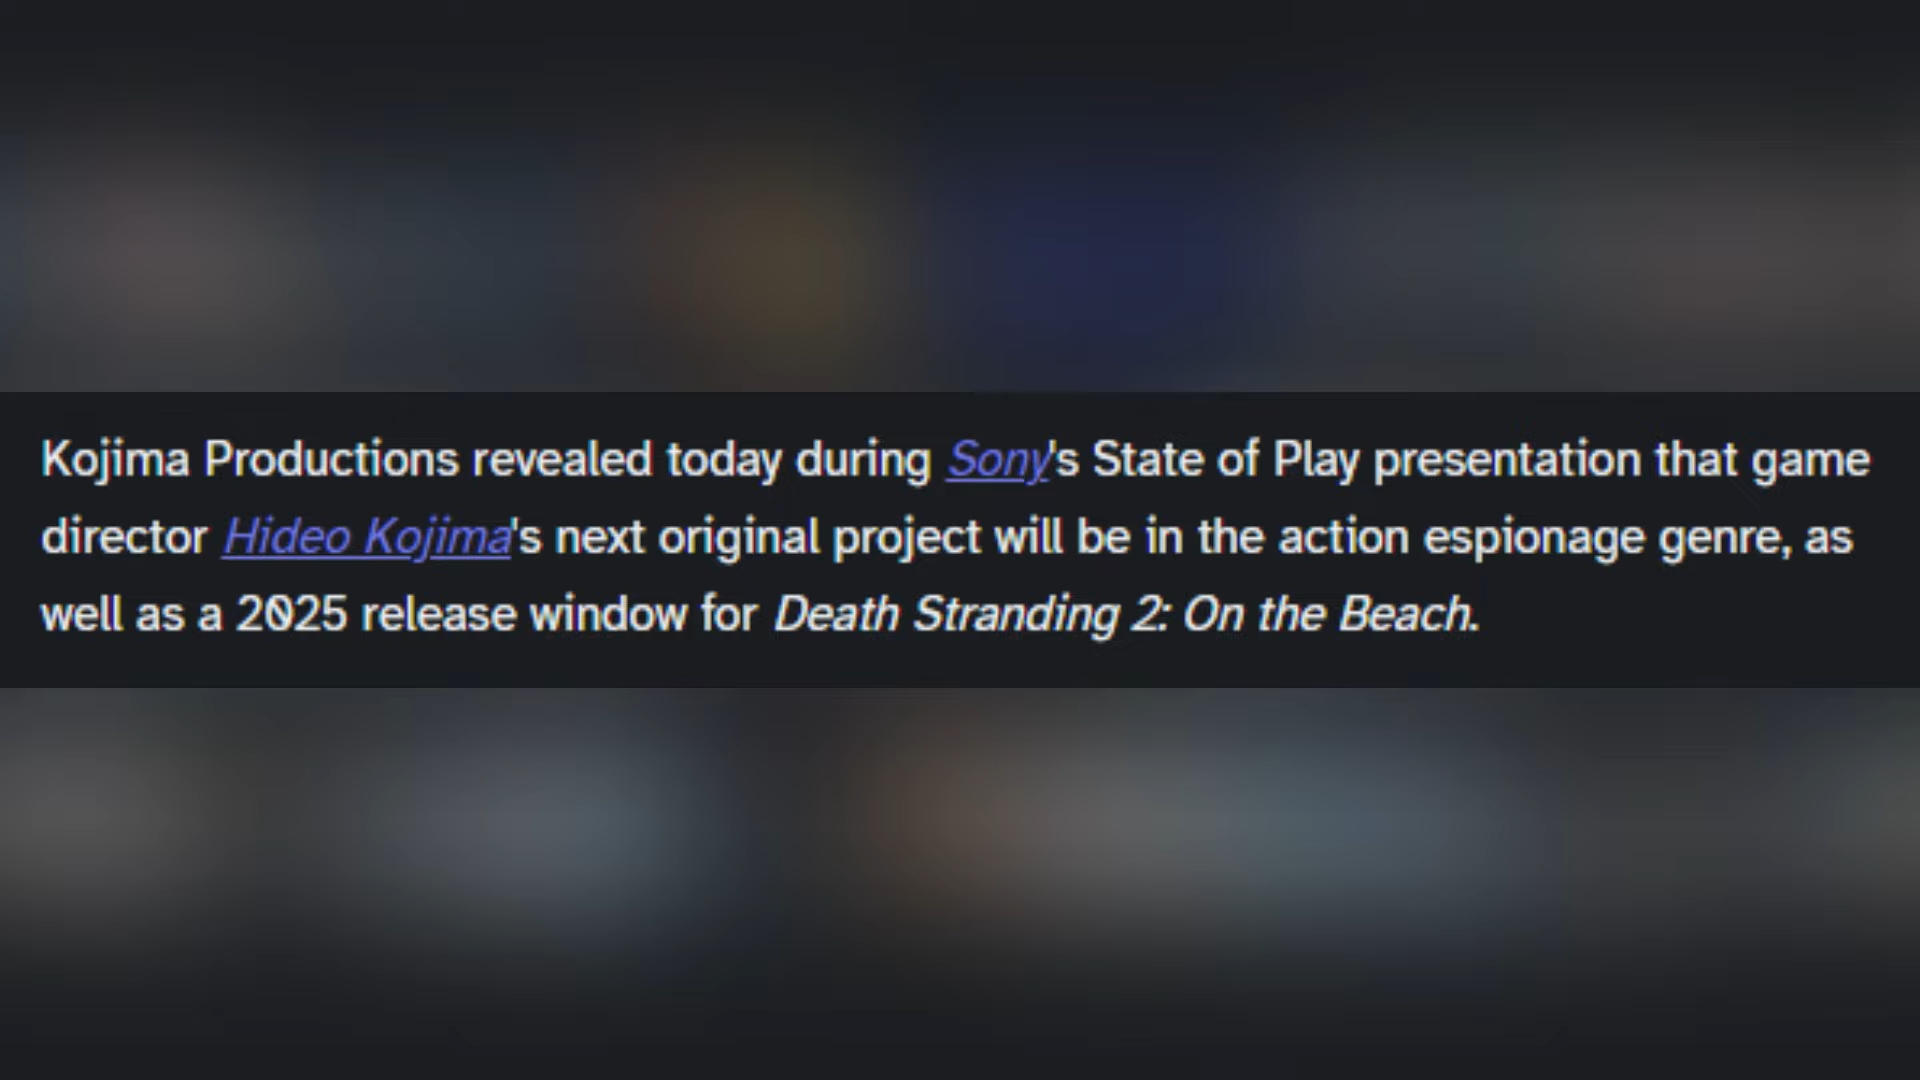 Kojima Productions revealed today during Sony's State of Play presentation that game
director Hideo Kojima's next original project will be in the action espionage genre, as
well as a 2025 release window for Death Stranding 2: On the Beach.